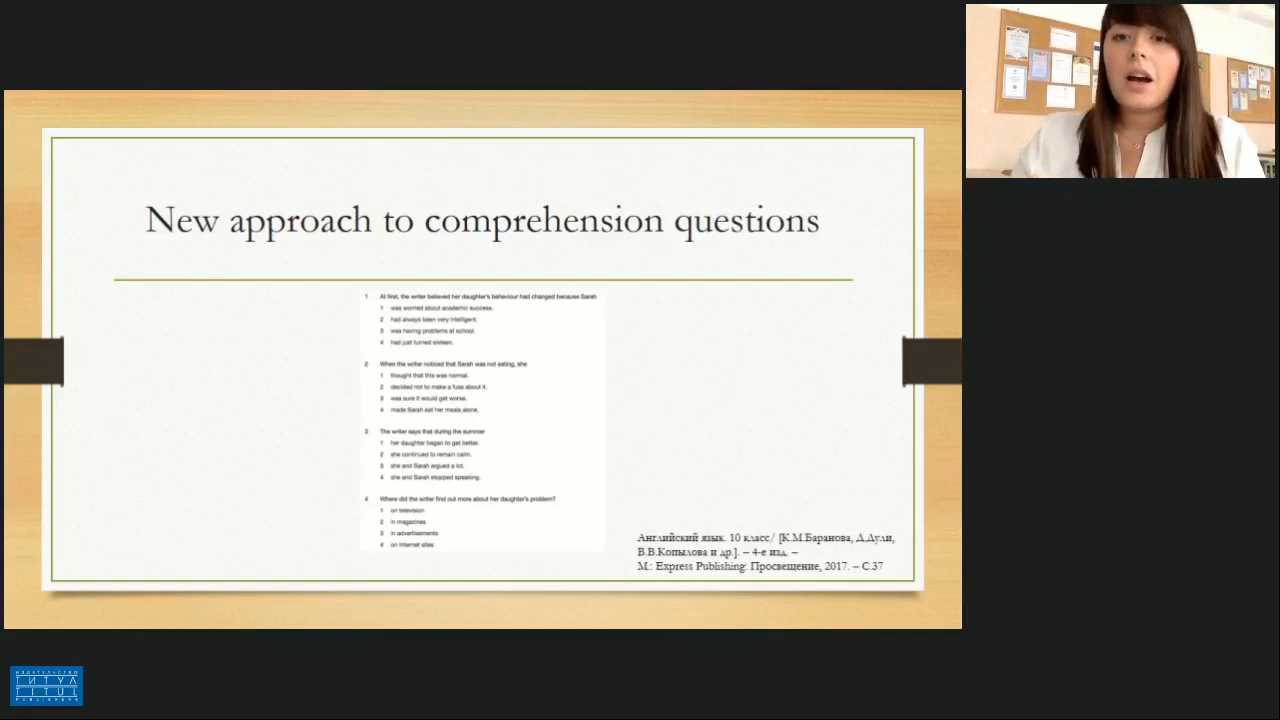 New approach to comprehension questions
1 At first, the writer believed her daughter's behaviour had changed because Sarah
1 was worried about academic success.
2 had always been very intelligent.
3 was having problems at school.
4 had just turned sixteen.
2 When the writer noticed that Sarah was not eating, she
1 thought that this was normal.
2 decided not to make a fuss about it.
3 was sure it would get worse.
4 made Sarah eat her meals alone.
3 The writer says that during the summer
1 her daughter began to get better.
2 she continued to remain calm.
3 she and Sarah argued a lot.
4 she and Sarah stopped speaking.
4 Where did the writer find out more about her daughter's problem?
1 on television
2 in magazines
3 in advertisements
4 on Internet sites
Английский язык. 10 класс/ [К.М.Баранова, Д.Дули,
В.В.Копылова и др.]. – 4-е изд. –
М.: Express Publishing: Просвещение, 2017. – С.37
ИЗДАТЕЛЬСТВО
ТИТУЛ
TITUL
PUBLISHERS